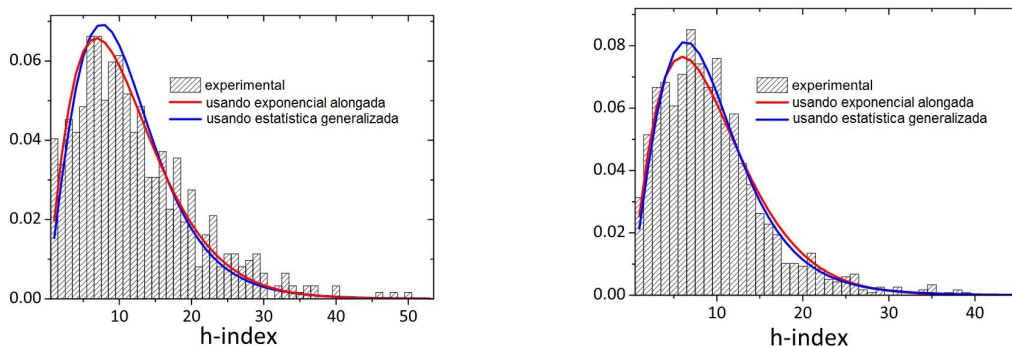 0.06
0.04
0.02
0.00
experimental
usando exponencial alongada
usando estatística generalizada
10
20
30
40
50
h-index
0.08
0.06
0.04
0.02
0.00
experimental
usando exponencial alongada
usando estatística generalizada
10
20
30
40
h-index